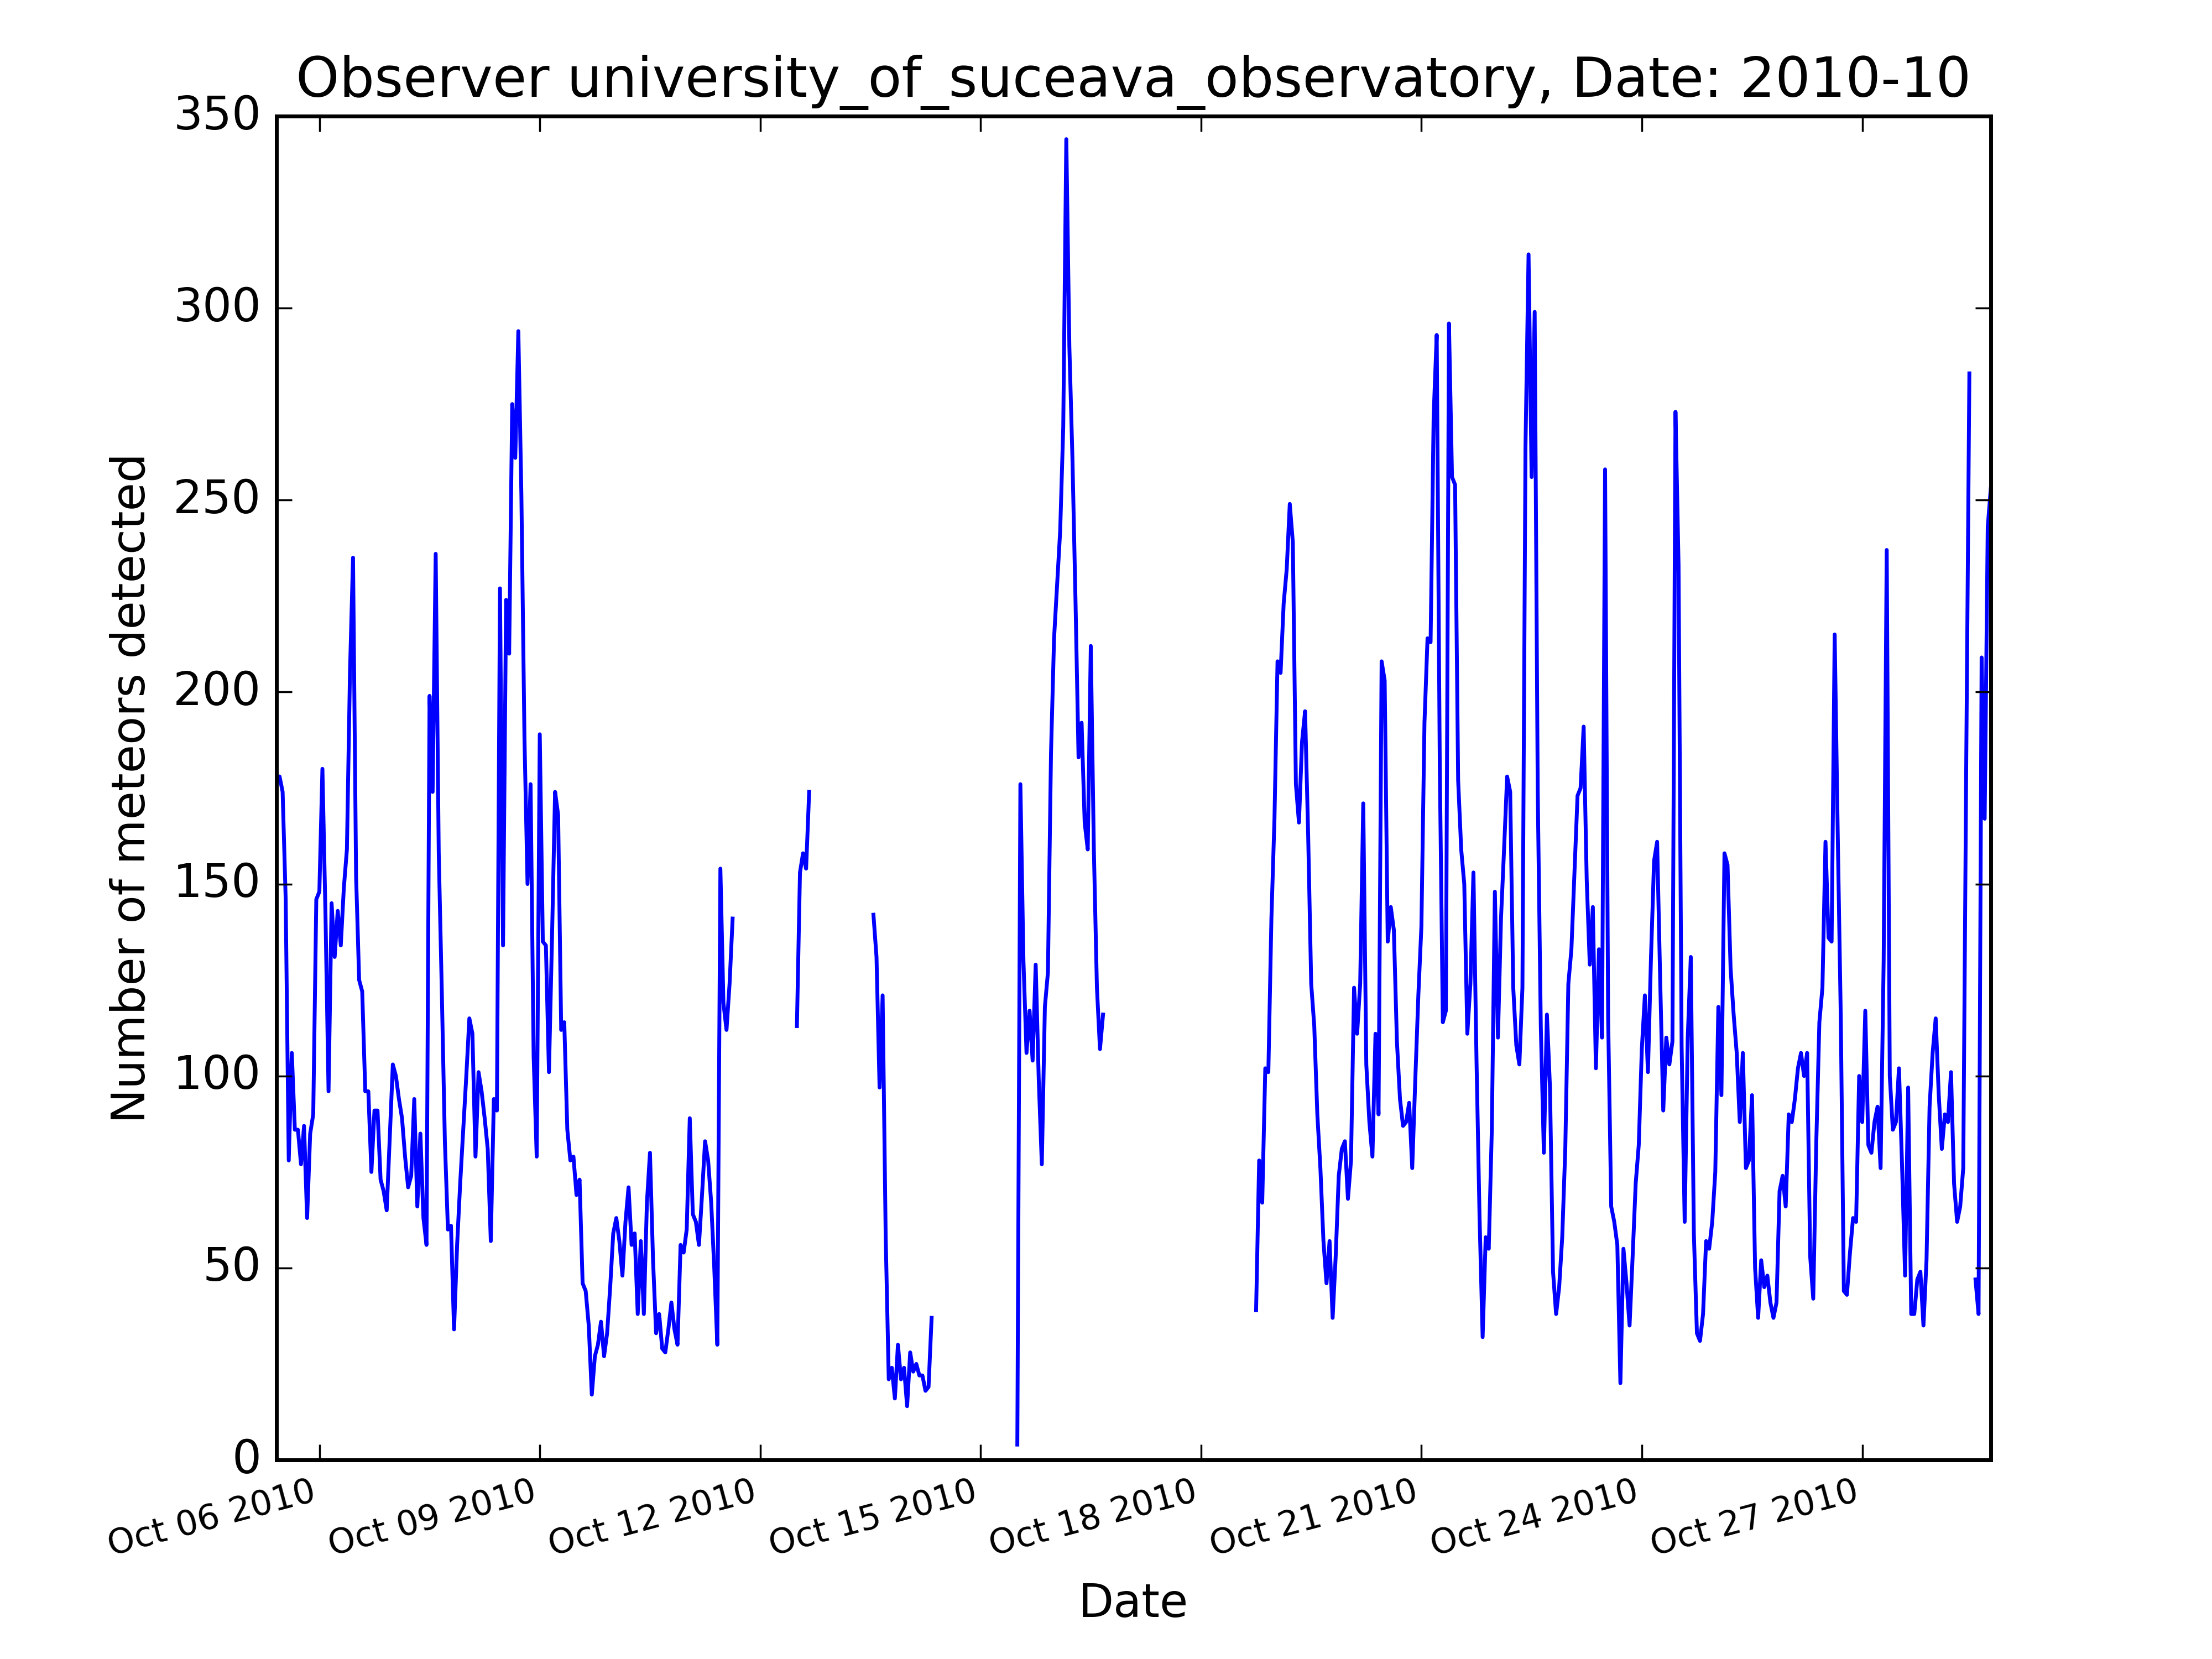 Observer university_of_suceava_observatory, Date: 2010-10
350
300
250
200
150
100
50
0
Number of meteors detected
Oct 06 2010
Oct 09 2010
Oct 12 2010
Oct 15 2010
Oct 18 2010
Oct 21 2010
Oct 24 2010
Oct 27 2010
Date